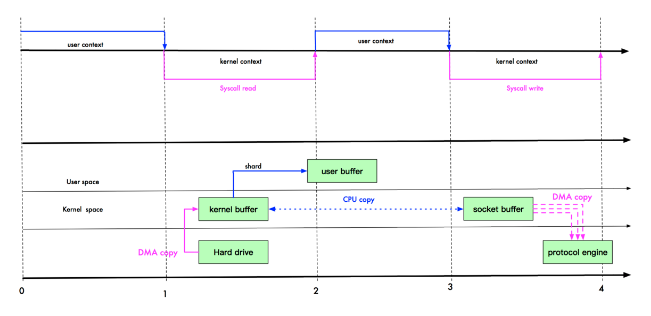 user context
user context
kernel context
kernel context
Syscall read
Syscall write
shard
user buffer
User space
CPU copy
DMA copy
Kernel space
kernel buffer
socket buffer
DMA copy
Hard drive
protocol engine
0
1
2
3
4